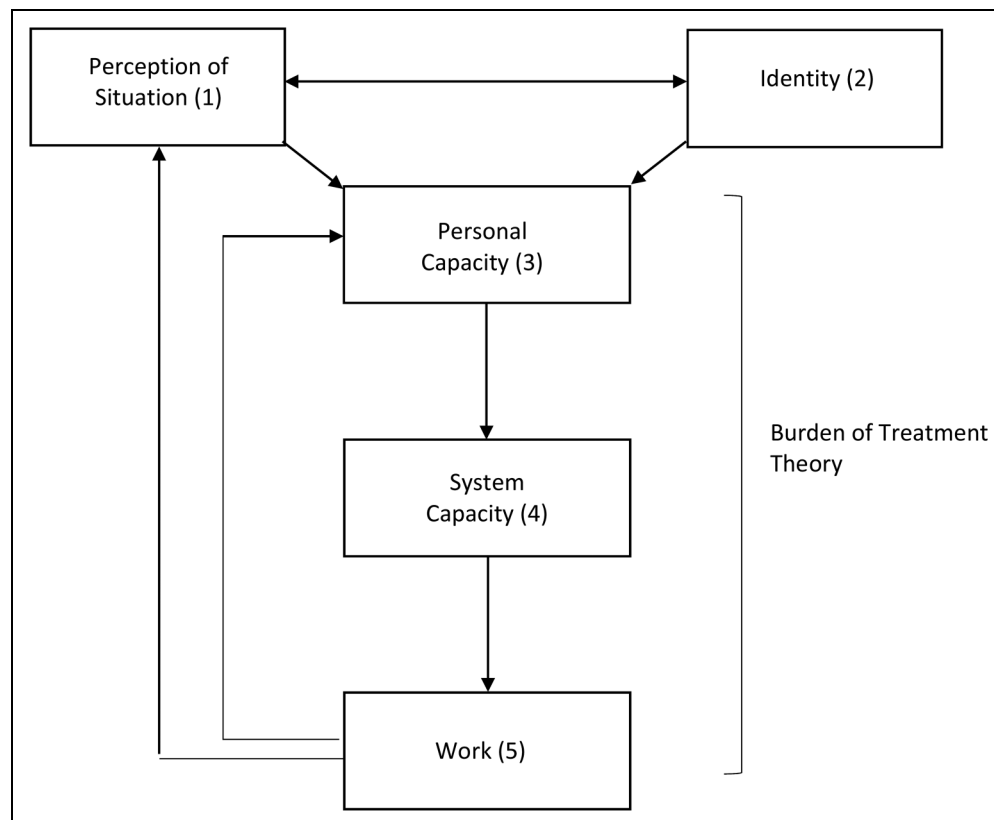 Perception of
Situation (1)
Identity (2)
Personal
Capacity (3)
System
Capacity (4)
Burden of Treatment
Theory
Work (5)